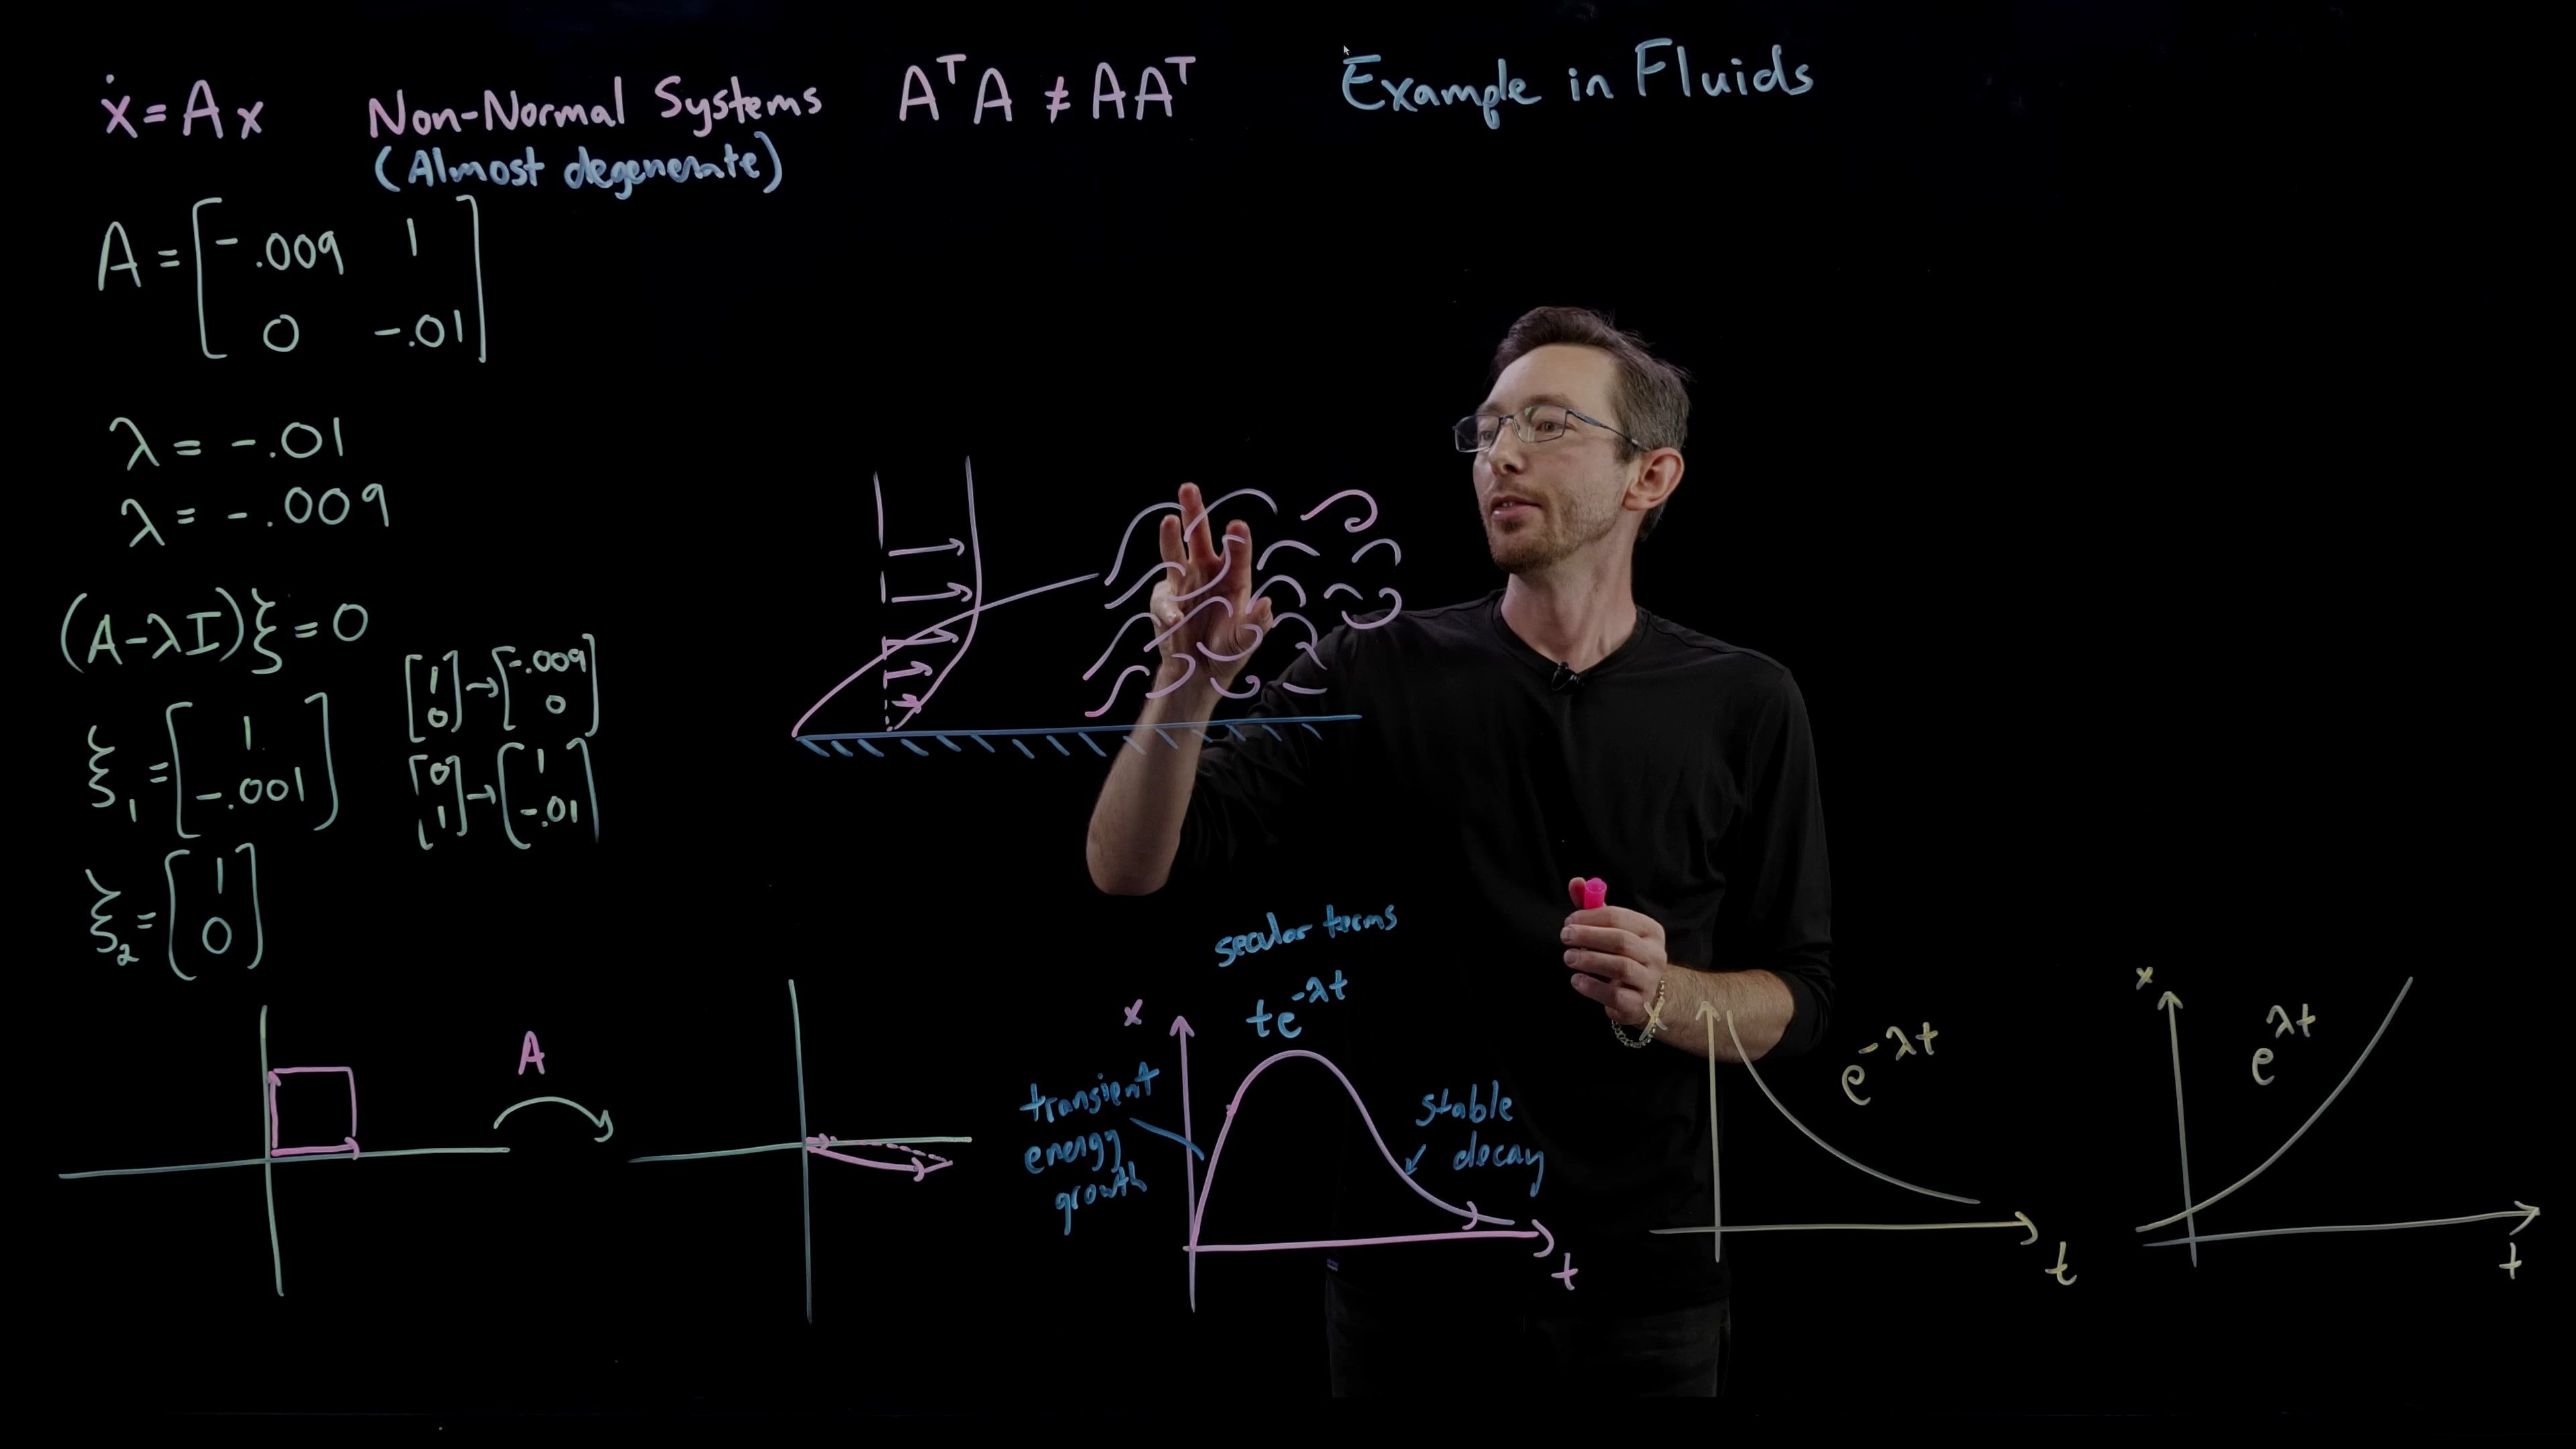 ẋ = Ax
Non-Normal Systems
(Almost degenerate)
AᵀA ≠ AAᵀ
Example in Fluids
A = [-.009 1
0 -.01]
λ = -.01
λ = -.009
(A-λI)ξ = 0
ξ₁ = [1
-.001]
[1
0] → [-.009
0]
[0
1] → [1
-.01]
ξ₂ = [1
0]
A
secular terms
te^-λt
x
transient
energy
growth
stable
decay
t
x
e^-λt
t
x
e^λt
t